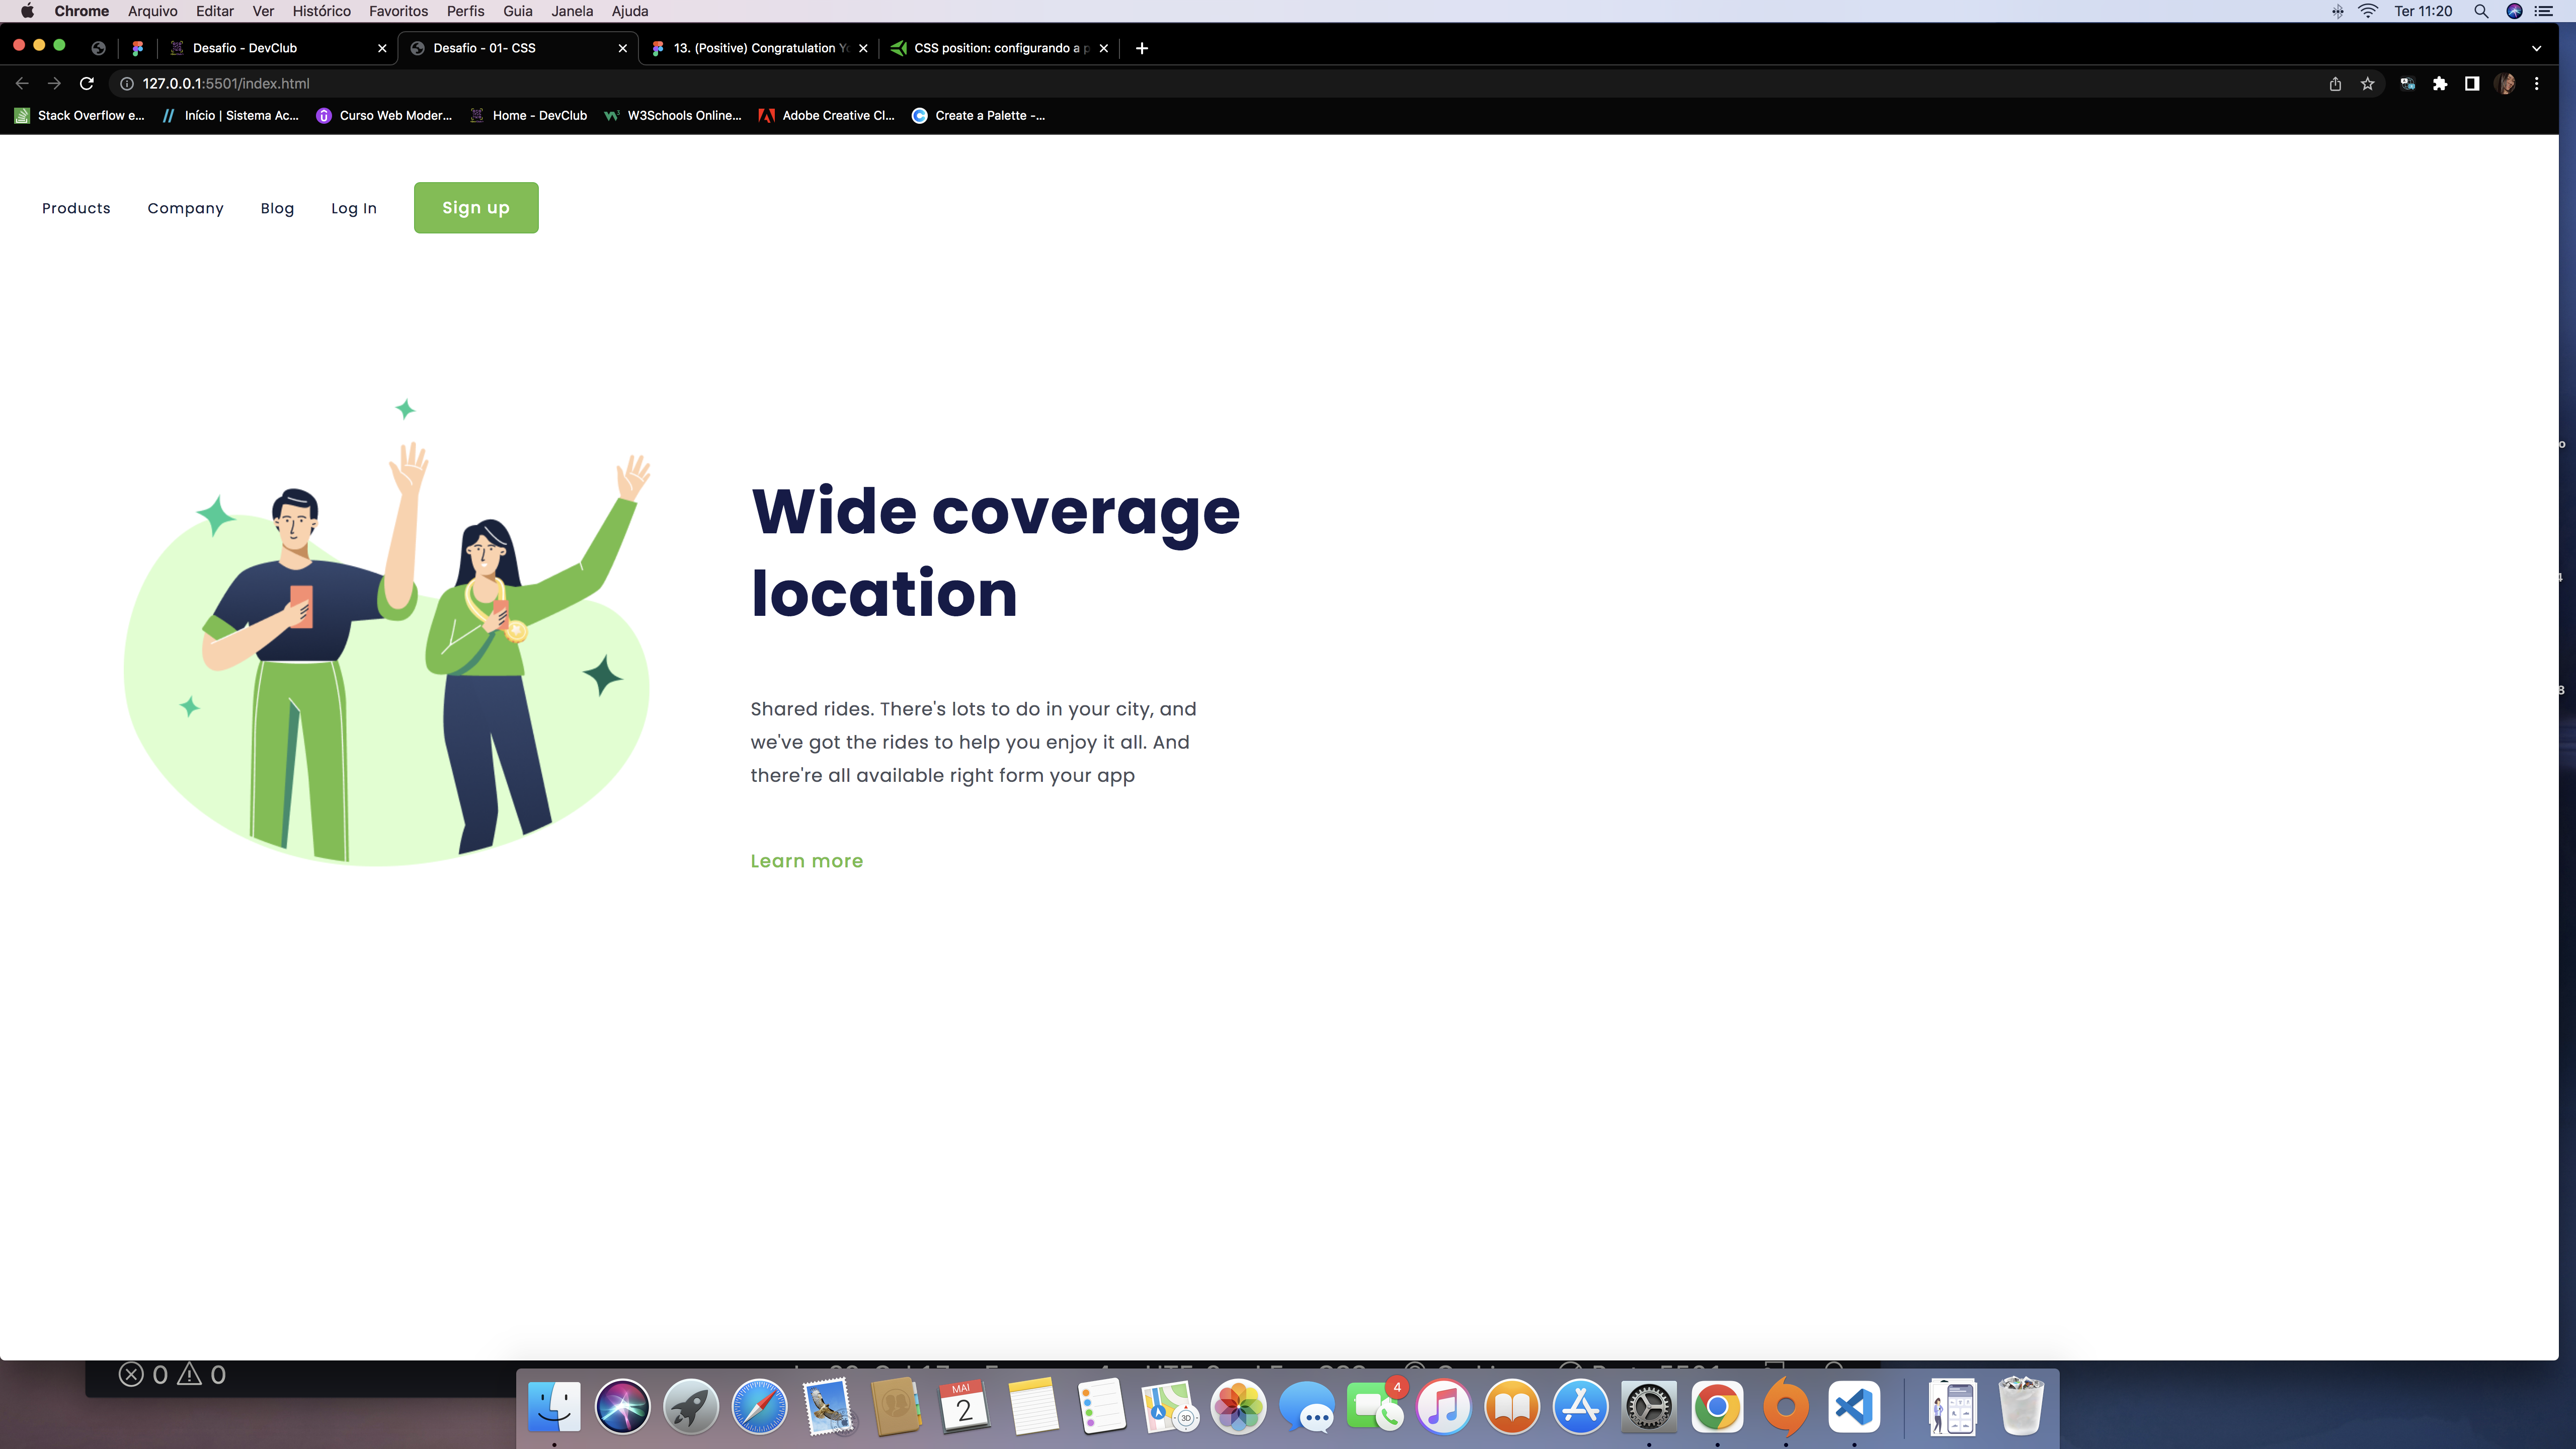 Chrome Arquivo Editar Ver Histórico Favoritos Perfis Guia Janela Ajuda Ter 11:20
Desafio - DevClub Desafio - 01- CSS 13. (Positive) Congratulation CSS position: configurando a
127.0.0.1:5501/index.html
Stack Overflow e... Início | Sistema Ac... Curso Web Moder... Home - DevClub W3Schools Online... Adobe Creative Cl... Create a Palette -...
Products Company Blog Log In Sign up
Wide coverage
location
Shared rides. There's lots to do in your city, and
we've got the rides to help you enjoy it all. And
there're all available right form your app
Learn more
0 0
4
MAI
2
3D